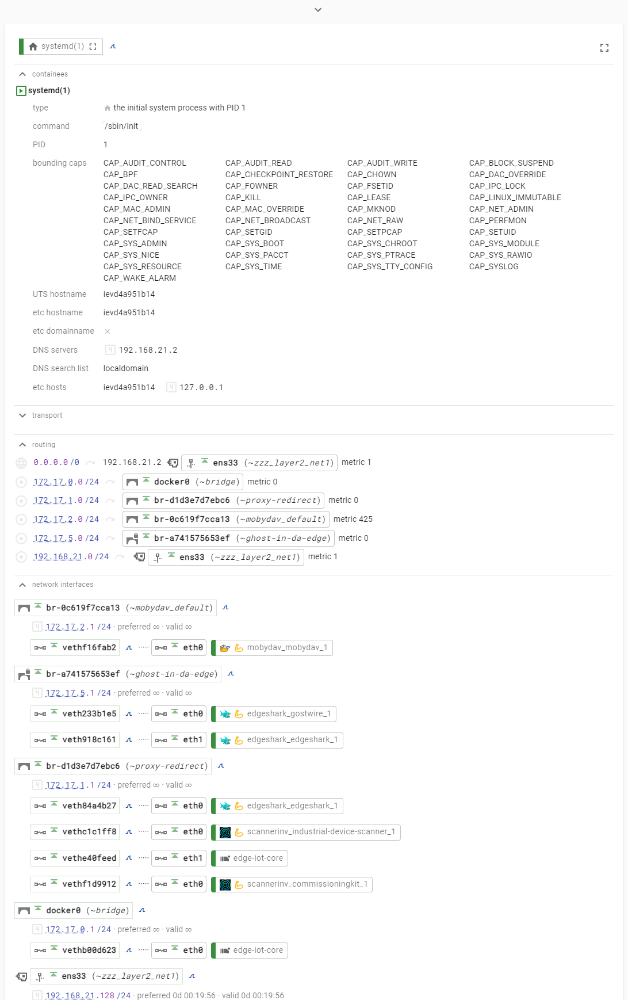 systemd(1)
containees
systemd(1)
type the initial system process with PID 1
command /sbin/init
PID 1
bounding caps CAP_AUDIT_CONTROL CAP_AUDIT_READ CAP_AUDIT_WRITE CAP_BLOCK_SUSPEND
CAP_BPF CAP_CHECKPOINT_RESTORE CAP_CHOWN CAP_DAC_OVERRIDE
CAP_DAC_READ_SEARCH CAP_FOWNER CAP_FSETID CAP_IPC_LOCK
CAP_IPC_OWNER CAP_KILL CAP_LEASE CAP_LINUX_IMMUTABLE
CAP_MAC_ADMIN CAP_MAC_OVERRIDE CAP_MKNOD CAP_NET_ADMIN
CAP_NET_BIND_SERVICE CAP_NET_BROADCAST CAP_NET_RAW CAP_PERFMON
CAP_SETFCAP CAP_SETGID CAP_SETPCAP CAP_SETUID
CAP_SYS_ADMIN CAP_SYS_BOOT CAP_SYS_CHROOT CAP_SYS_MODULE
CAP_SYS_NICE CAP_SYS_PACCT CAP_SYS_PTRACE CAP_SYS_RAWIO
CAP_SYS_RESOURCE CAP_SYS_TIME CAP_SYS_TTY_CONFIG CAP_SYSLOG
CAP_WAKE_ALARM
UTS hostname ievd4a951b14
etc hostname ievd4a951b14
etc domainname ×
DNS servers 4 192.168.21.2
DNS search list localdomain
etc hosts ievd4a951b14 4 127.0.0.1
transport
routing
0.0.0.0/0 192.168.21.2 ens33 (~zzz_layer2_net1) metric 1
172.17.0.0/24 docker0 (~bridge) metric 0
172.17.1.0/24 br-d1d3e7d7ebc6 (~proxy-redirect) metric 0
172.17.2.0/24 br-0c619f7cca13 (~mobydav_default) metric 425
172.17.5.0/24 br-a741575653ef (~ghost-in-da-edge) metric 0
192.168.21.0/24 ens33 (~zzz_layer2_net1) metric 1
network interfaces
br-0c619f7cca13 (~mobydav_default)
4 172.17.2.1/24 · preferred ∞ · valid ∞
vethf16fab2 ····· eth0 mobydav_mobydav_1
br-a741575653ef (~ghost-in-da-edge)
4 172.17.5.1/24 · preferred ∞ · valid ∞
veth233b1e5 ····· eth0 edgeshark_gostwire_1
veth918c161 ····· eth1 edgeshark_edgeshark_1
br-d1d3e7d7ebc6 (~proxy-redirect)
4 172.17.1.1/24 · preferred ∞ · valid ∞
veth84a4b27 ····· eth0 edgeshark_edgeshark_1
vethc1c1ff8 ····· eth0 scannerinv_industrial-device-scanner_1
vethe40feed ····· eth1 edge-iot-core
vethf1d9912 ····· eth0 scannerinv_commissioningkit_1
docker0 (~bridge)
4 172.17.0.1/24 · preferred ∞ · valid ∞
vethb00d623 ····· eth0 edge-iot-core
ens33 (~zzz_layer2_net1)
4 192.168.21.128/24 · preferred 0d 00:19:56 · valid 0d 00:19:56